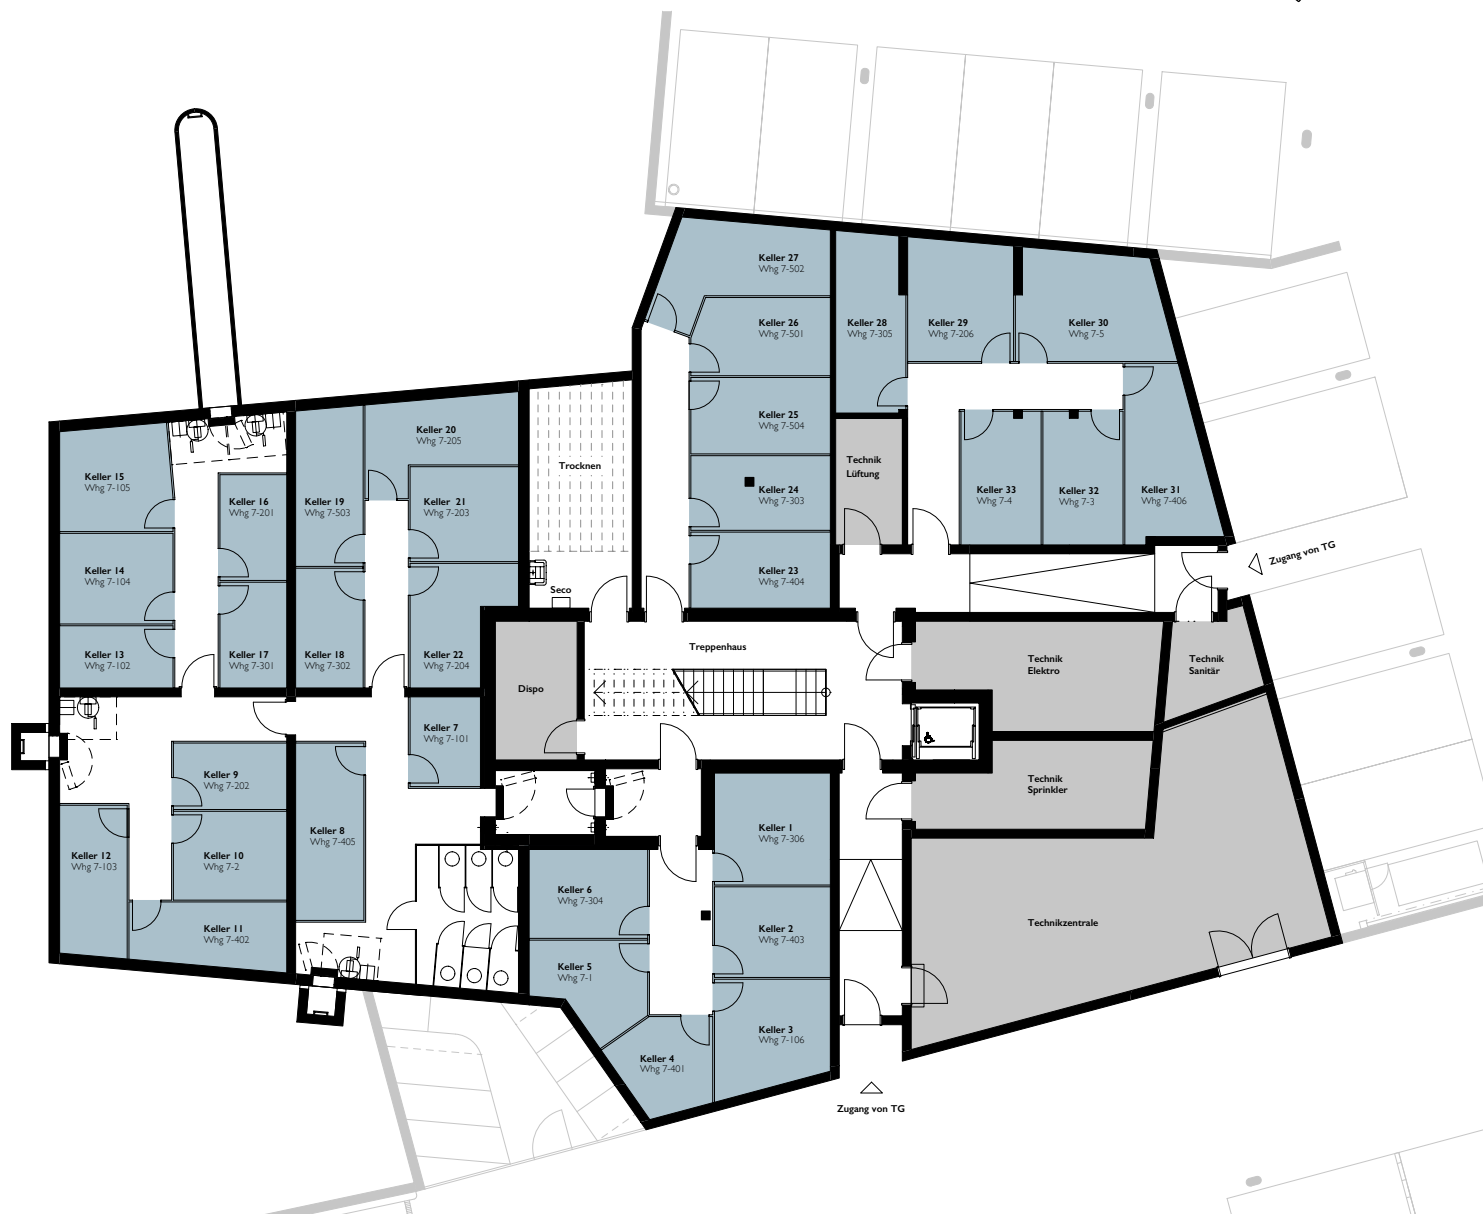 Keller 27
Whg 7-502
Keller 26
Whg 7-501
Keller 28
Whg 7-305
Keller 29
Whg 7-206
Keller 30
Whg 7-5
Keller 25
Whg 7-504
Keller 20
Whg 7-205
Trocknen
Technik
Lüftung
Keller 15
Whg 7-105
Keller 16
Whg 7-201
Keller 19
Whg 7-503
Keller 21
Whg 7-203
Keller 24
Whg 7-303
Keller 33
Whg 7-4
Keller 32
Whg 7-3
Keller 31
Whg 7-406
Zugang von TG
Keller 14
Whg 7-104
Seco
Keller 23
Whg 7-404
Keller 13
Whg 7-102
Keller 17
Whg 7-301
Keller 18
Whg 7-302
Keller 22
Whg 7-204
Treppenhaus
Dispo
Technik
Elektro
Technik
Sanitär
Keller 7
Whg 7-101
Keller 9
Whg 7-202
Technik
Sprinkler
Keller 8
Whg 7-405
Keller 1
Whg 7-306
Keller 12
Whg 7-103
Keller 10
Whg 7-2
Keller 6
Whg 7-304
Keller 11
Whg 7-402
Keller 2
Whg 7-403
Technikzentrale
Keller 5
Whg 7-1
Keller 3
Whg 7-106
Keller 4
Whg 7-401
Zugang von TG